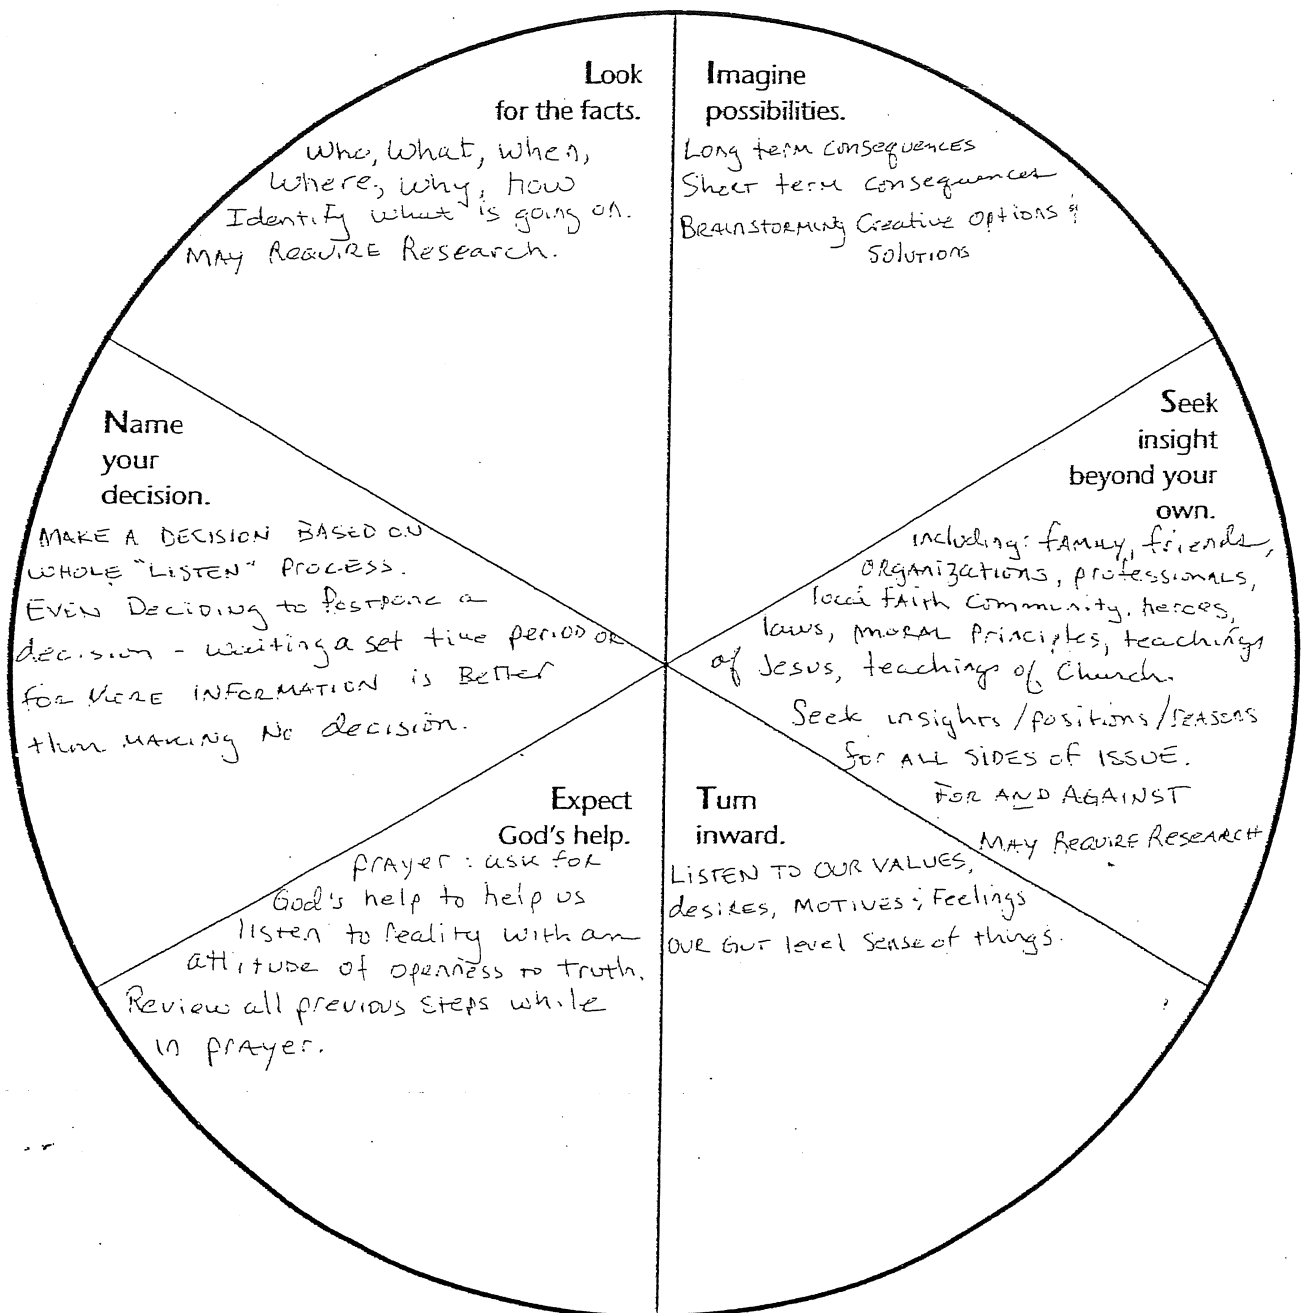 Look
for the facts.
Who, What, When,
Where, why, how
Identify what is going on.
MAY REQUIRE Research.
Imagine
possibilities.
Long term consequences
Short term consequences
BRAINSTORMING Creative Options &
SOLUTIONS
Seek
insight
beyond your
own.
including: family, friends,
ORGANIZATIONS, professionals,
local FAITH Community, heroes,
laws, MORAL Principles, teachings
of Jesus, teachings of Church.
Seek insights/positions/reasons
for ALL SIDES of ISSUE.
FOR AND AGAINST
MAY REQUIRE RESEARCH
Turn
inward.
LISTEN TO OUR VALUES,
desires, MOTIVES & Feelings
OUR GUT level Sense of things.
Expect
God's help.
prayer: ask for
God's help to help us
listen to reality with an
attitude of openness to truth.
Review all previous steps while
in prayer.
Name
your
decision.
MAKE A DECISION BASED ON
WHOLE "LISTEN" PROCESS.
EVEN Deciding to Postpone a
decision - waiting a set time period or
for MORE INFORMATION is Better
than MAKING NO decision.